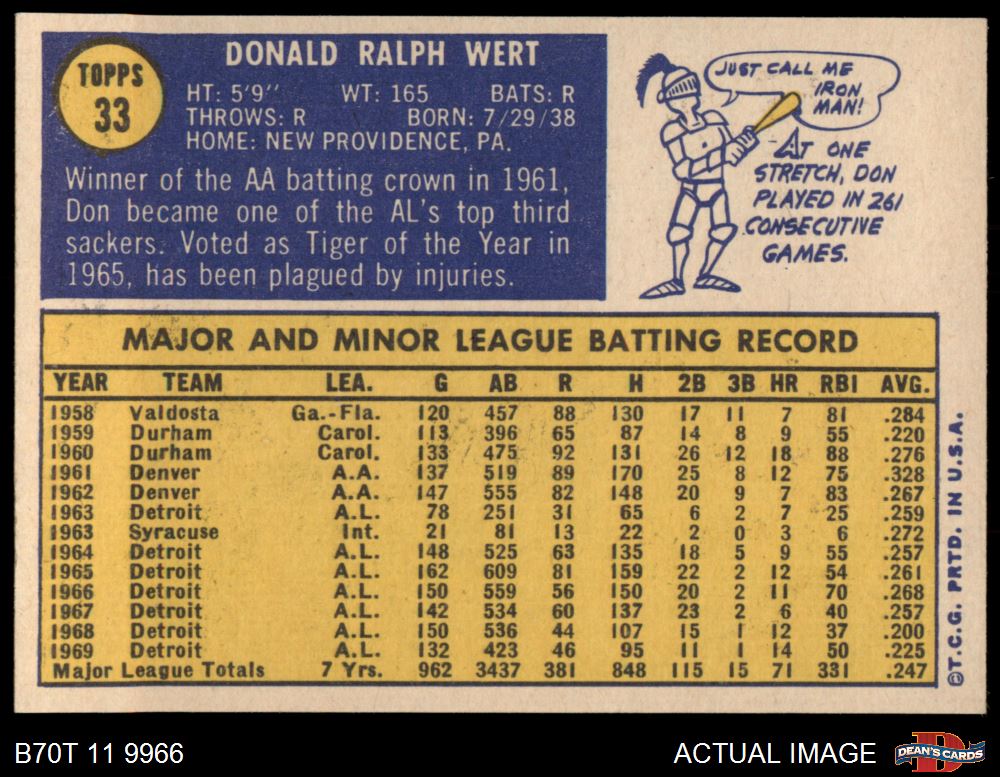 TOPPS
33
DONALD RALPH WERT
HT: 5'9" WT: 165 BATS: R
THROWS: R BORN: 7/29/38
HOME: NEW PROVIDENCE, PA.
Winner of the AA batting crown in 1961,
Don became one of the AL's top third
sackers. Voted as Tiger of the Year in
1965, has been plagued by injuries.
JUST CALL ME
IRON
MAN!
AT ONE
STRETCH, DON
PLAYED IN 261
CONSECUTIVE
GAMES.
MAJOR AND MINOR LEAGUE BATTING RECORD
YEAR TEAM LEA. G AB R H 2B 3B HR RBI AVG.
1958 Valdosta Ga.-Fla. 120 457 88 130 17 11 7 81 .284
1959 Durham Carol. 113 396 65 87 14 8 9 55 .220
1960 Durham Carol. 133 475 92 131 26 12 18 88 .276
1961 Denver A.A. 137 519 89 170 25 8 12 75 .328
1962 Denver A.A. 147 555 82 148 20 9 7 83 .267
1963 Detroit A.L. 78 251 31 65 6 2 7 25 .259
1963 Syracuse Int. 21 81 13 22 2 0 3 6 .272
1964 Detroit A.L. 148 525 63 135 18 5 9 55 .257
1965 Detroit A.L. 162 609 81 159 22 2 12 54 .261
1966 Detroit A.L. 150 559 56 150 20 2 11 70 .268
1967 Detroit A.L. 142 534 60 137 23 2 6 40 .257
1968 Detroit A.L. 150 536 44 107 15 1 12 37 .200
1969 Detroit A.L. 132 423 46 95 11 1 14 50 .225
Major League Totals 7 Yrs. 962 3437 381 848 115 15 71 331 .247
©T.C.G. PRTD. IN U.S.A.
B70T 11 9966
ACTUAL IMAGE
D
DEAN'S CARDS